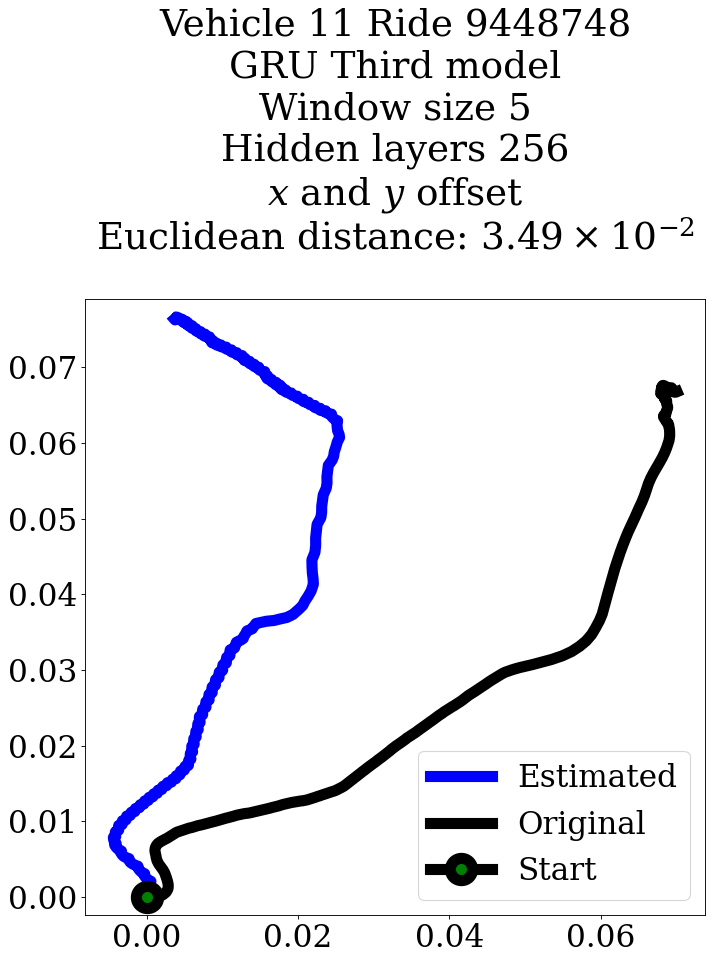 Vehicle 11 Ride 9448748
GRU Third model
Window size 5
Hidden layers 256
x and y offset
Euclidean distance: 3.49 × 10⁻²
0.07
0.06
0.05
0.04
0.03
0.02
0.01
0.00
Estimated
Original
Start
0.00 0.02 0.04 0.06